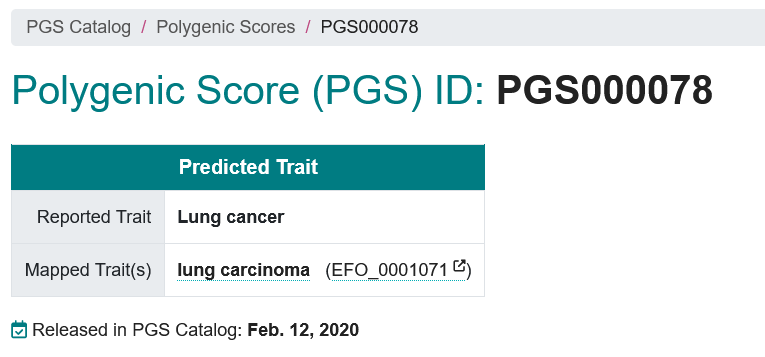 PGS Catalog / Polygenic Scores / PGS000078
Polygenic Score (PGS) ID: PGS000078
Predicted Trait
Reported Trait Lung cancer
Mapped Trait(s) lung carcinoma (EFO_0001071)
Released in PGS Catalog: Feb. 12, 2020